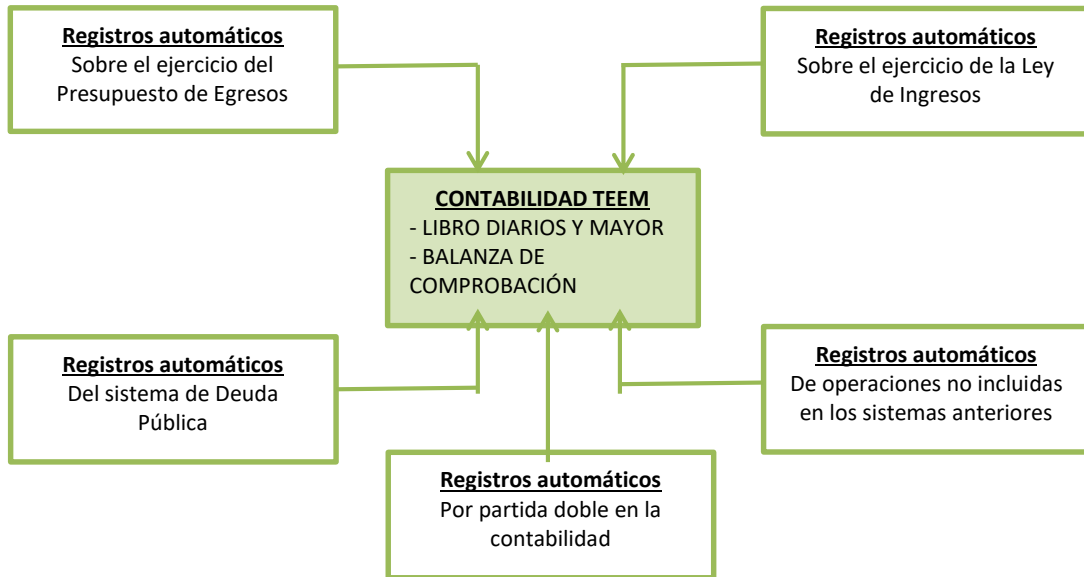 Registros automáticos
Sobre el ejercicio del
Presupuesto de Egresos
Registros automáticos
Sobre el ejercicio de la Ley
de Ingresos
CONTABILIDAD TEEM
- LIBRO DIARIOS Y MAYOR
- BALANZA DE
COMPROBACIÓN
Registros automáticos
Del sistema de Deuda
Pública
Registros automáticos
De operaciones no incluidas
en los sistemas anteriores
Registros automáticos
Por partida doble en la
contabilidad